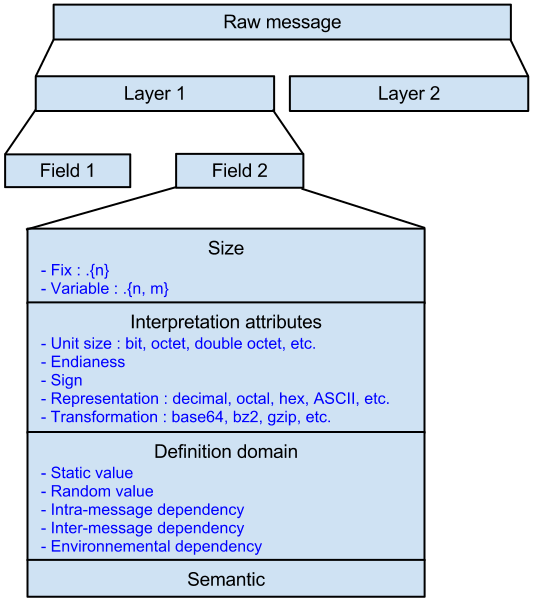 Raw message
Layer 1
Layer 2
Field 1
Field 2
Size
- Fix : .{n}
- Variable : .{n, m}
Interpretation attributes
- Unit size : bit, octet, double octet, etc.
- Endianess
- Sign
- Representation : decimal, octal, hex, ASCII, etc.
- Transformation : base64, bz2, gzip, etc.
Definition domain
- Static value
- Random value
- Intra-message dependency
- Inter-message dependency
- Environnemental dependency
Semantic